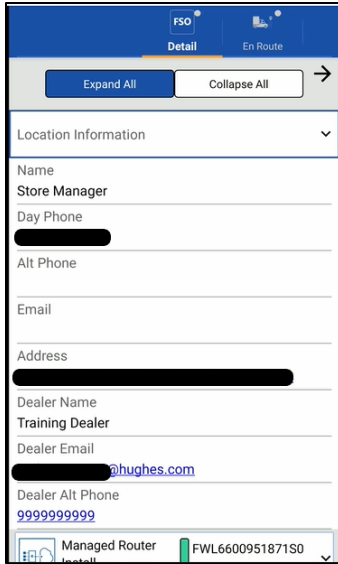 FSO
Detail
En Route
Expand All
Collapse All
Location Information
Name
Store Manager
Day Phone
Alt Phone
Email
Address
Dealer Name
Training Dealer
Dealer Email
@hughes.com
Dealer Alt Phone
9999999999
Managed Router
FWL6600951871S0
Install